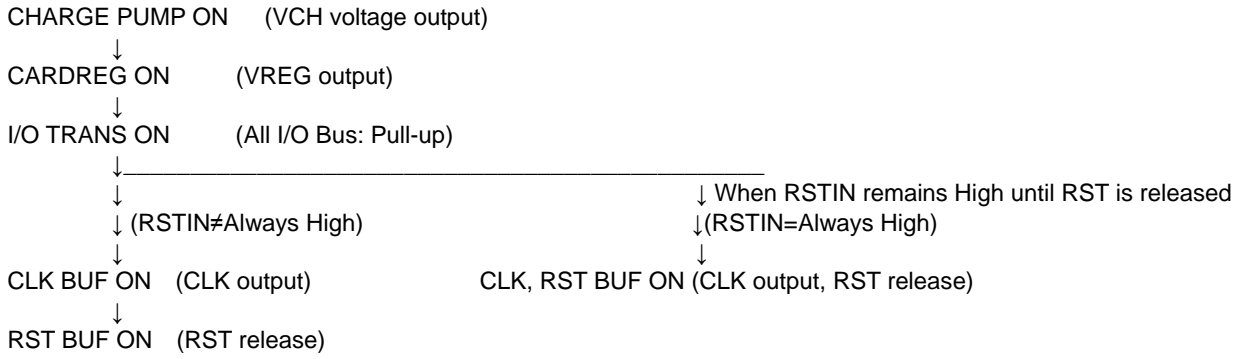 CHARGE PUMP ON (VCH voltage output)
↓
CARDREG ON (VREG output)
↓
I/O TRANS ON (All I/O Bus: Pull-up)
↓________________________________________________
↓ ↓ When RSTIN remains High until RST is released
↓ (RSTIN≠Always High) ↓(RSTIN=Always High)
↓ ↓
CLK BUF ON (CLK output) CLK, RST BUF ON (CLK output, RST release)
↓
RST BUF ON (RST release)